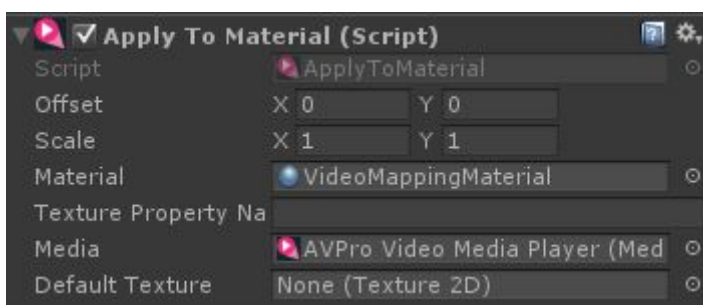 Apply To Material (Script)
Script ApplyToMaterial
Offset X 0 Y 0
Scale X 1 Y 1
Material VideoMappingMaterial
Texture Property Na
Media AVPro Video Media Player (Med
Default Texture None (Texture 2D)